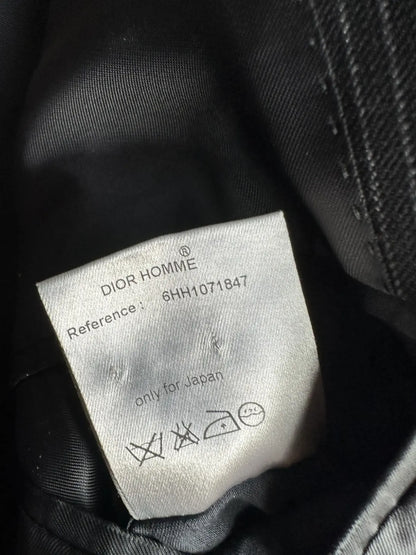 DIOR HOMME®
Reference : 6HH1071847
only for Japan